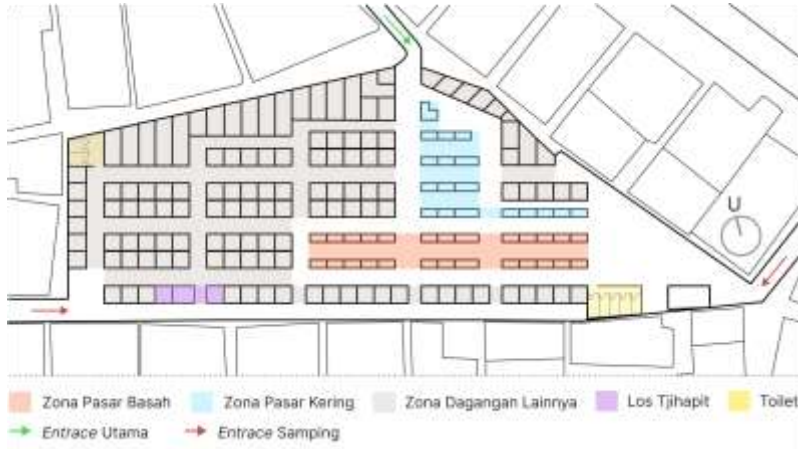 U
Zona Pasar Basah Zona Pasar Kering Zona Dagangan Lainnya Los Tjihapit Toilet
Entrace Utama Entrace Samping